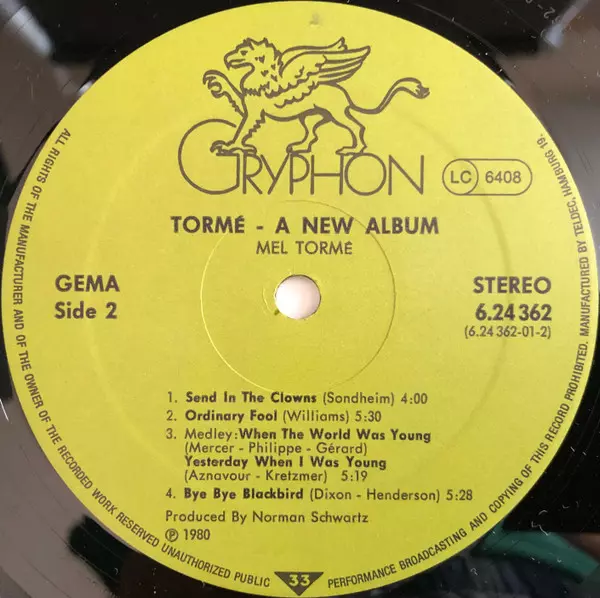 GRYPHON
LC 6408
TORMÉ - A NEW ALBUM
MEL TORMÉ
GEMA
Side 2
STEREO
6.24 362
(6.24 362-01-2)
1. Send In The Clowns (Sondheim) 4:00
2. Ordinary Fool (Williams) 5:30
3. Medley: When The World Was Young
(Mercer - Philippe - Gérard)
Yesterday When I Was Young
(Aznavour - Kretzmer) 5:19
4. Bye Bye Blackbird (Dixon - Henderson) 5:28
Produced By Norman Schwartz
℗ 1980
33
ALL RIGHTS OF THE MANUFACTURER AND OF THE OWNER OF THE RECORDED WORK RESERVED UNAUTHORIZED PUBLIC PERFORMANCE BROADCASTING AND COPYING OF THIS RECORD PROHIBITED. MANUFACTURED BY TELDEC, HAMBURG 19.